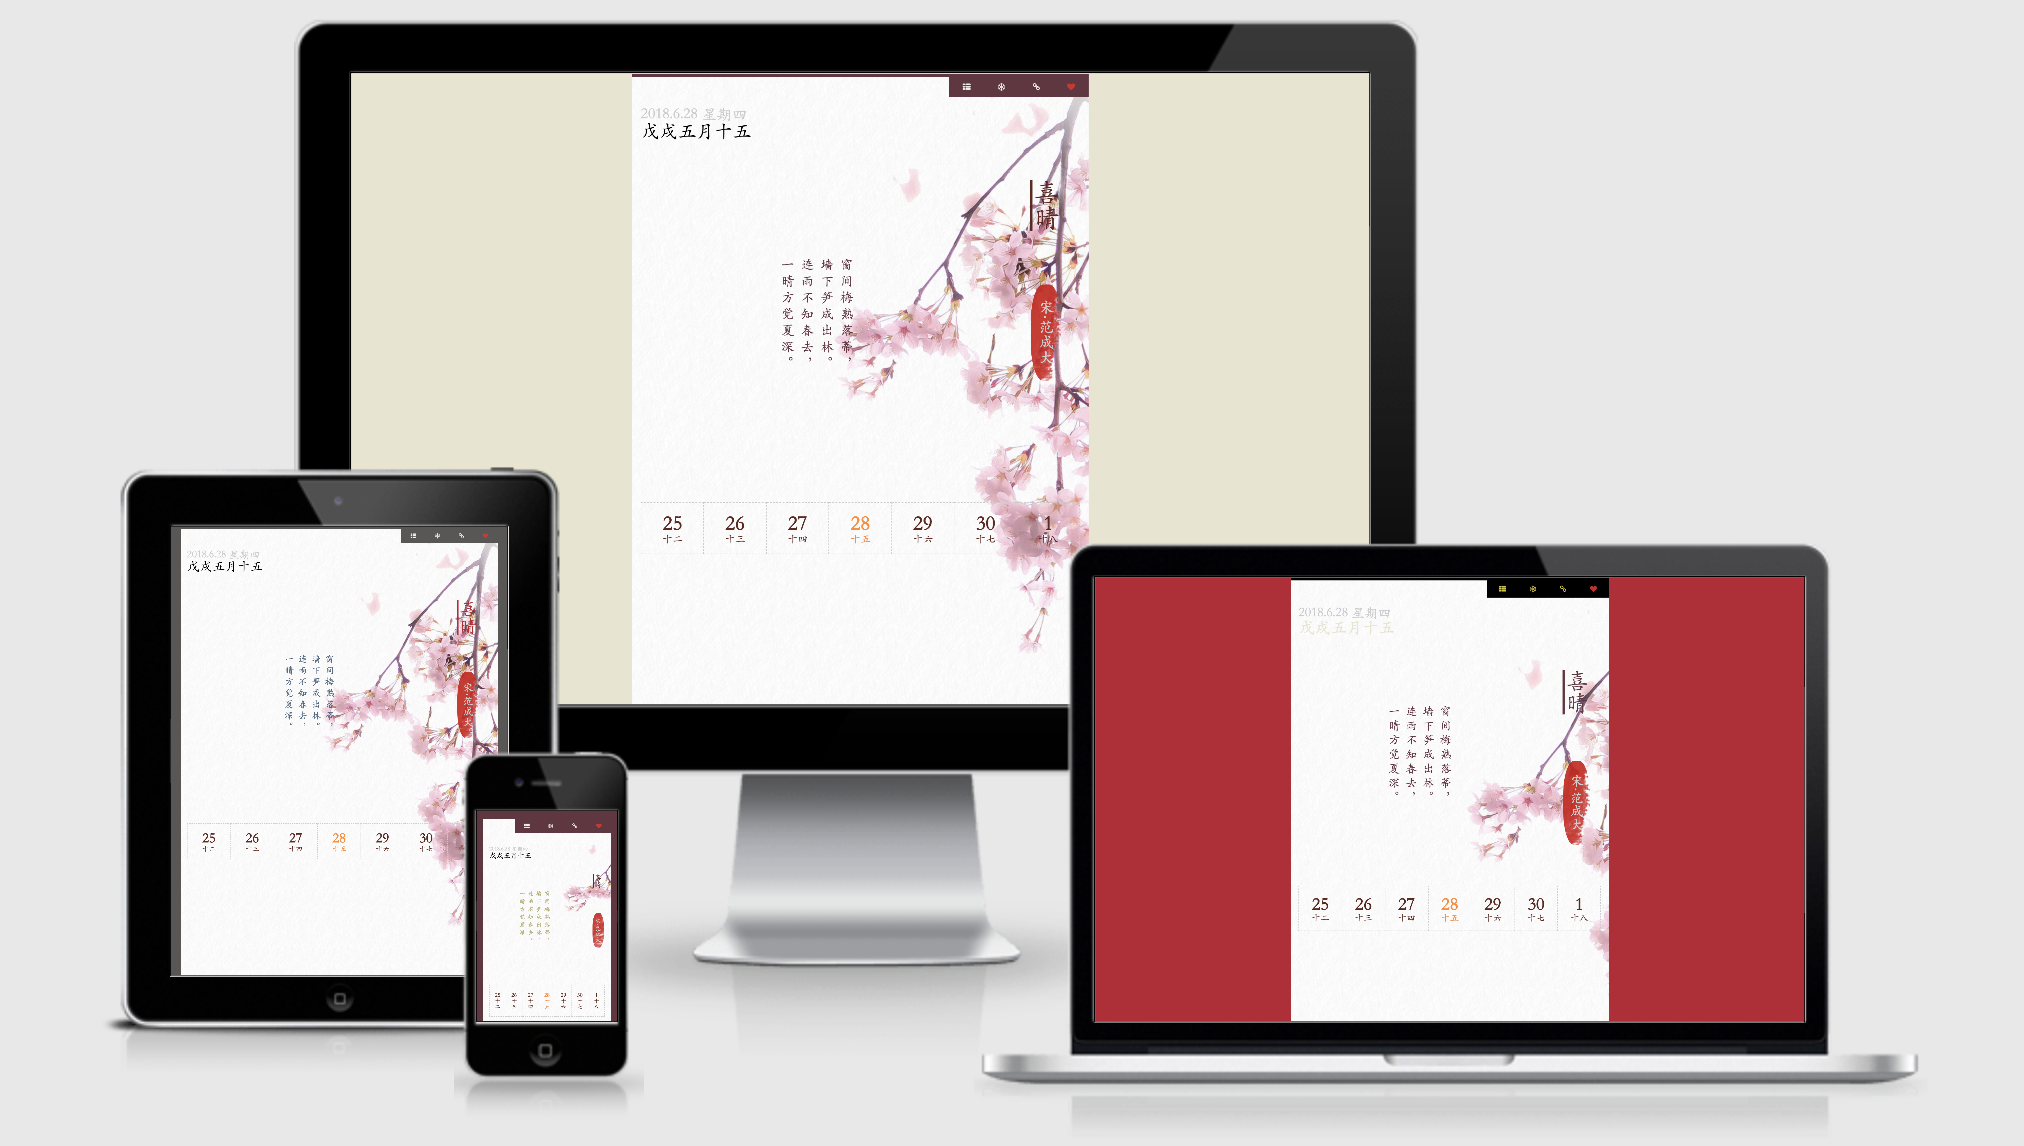 2018.6.28 星期四
戊戌五月十五
喜晴
宋·范成大
窗间梅熟落蒂，
墙下笋成出林。
连雨不知春去，
一晴方觉夏深。
25 26 27 28 29 30 1
十二 十三 十四 十五 十六 十七 十八
2018.6.28 星期四
戊戌五月十五
喜晴
宋·范成大
窗间梅熟落蒂，
墙下笋成出林。
连雨不知春去，
一晴方觉夏深。
25 26 27 28 29 30
十二 十三 十四 十五 十六 十七
戊戌五月十五
25 26 27 28 29 30 1
2018.6.28 星期四
戊戌五月十五
喜晴
宋·范成大
窗间梅熟落蒂，
墙下笋成出林。
连雨不知春去，
一晴方觉夏深。
25 26 27 28 29 30 1
十二 十三 十四 十五 十六 十七 十八